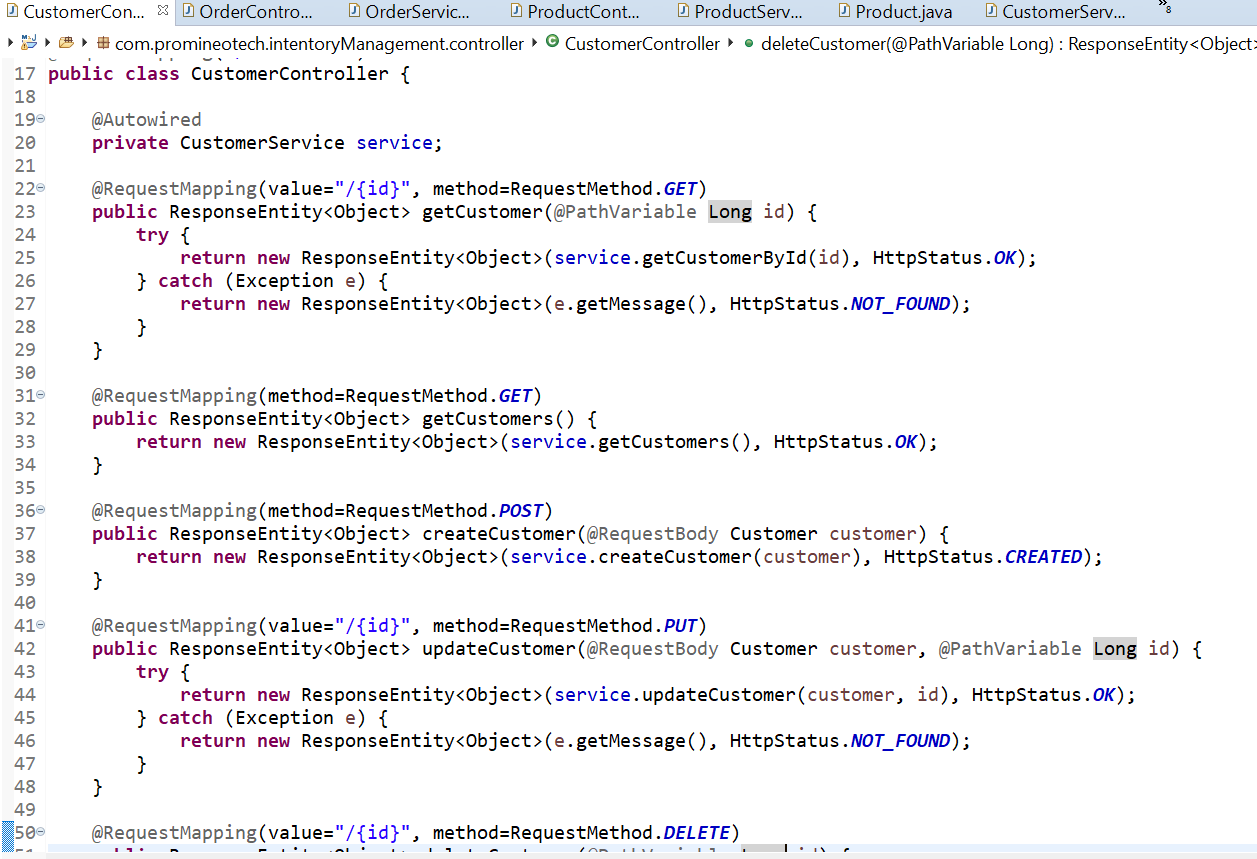 CustomerCon... OrderContro... OrderServic... ProductCont... ProductServ... Product.java CustomerServ... »8
com.promineotech.intentoryManagement.controller CustomerController deleteCustomer(@PathVariable Long) : ResponseEntity<Object>
17 public class CustomerController {
18
19 @Autowired
20 private CustomerService service;
21
22 @RequestMapping(value="/{id}", method=RequestMethod.GET)
23 public ResponseEntity<Object> getCustomer(@PathVariable Long id) {
24 try {
25 return new ResponseEntity<Object>(service.getCustomerById(id), HttpStatus.OK);
26 } catch (Exception e) {
27 return new ResponseEntity<Object>(e.getMessage(), HttpStatus.NOT_FOUND);
28 }
29 }
30
31 @RequestMapping(method=RequestMethod.GET)
32 public ResponseEntity<Object> getCustomers() {
33 return new ResponseEntity<Object>(service.getCustomers(), HttpStatus.OK);
34 }
35
36 @RequestMapping(method=RequestMethod.POST)
37 public ResponseEntity<Object> createCustomer(@RequestBody Customer customer) {
38 return new ResponseEntity<Object>(service.createCustomer(customer), HttpStatus.CREATED);
39 }
40
41 @RequestMapping(value="/{id}", method=RequestMethod.PUT)
42 public ResponseEntity<Object> updateCustomer(@RequestBody Customer customer, @PathVariable Long id) {
43 try {
44 return new ResponseEntity<Object>(service.updateCustomer(customer, id), HttpStatus.OK);
45 } catch (Exception e) {
46 return new ResponseEntity<Object>(e.getMessage(), HttpStatus.NOT_FOUND);
47 }
48 }
49
50 @RequestMapping(value="/{id}", method=RequestMethod.DELETE)